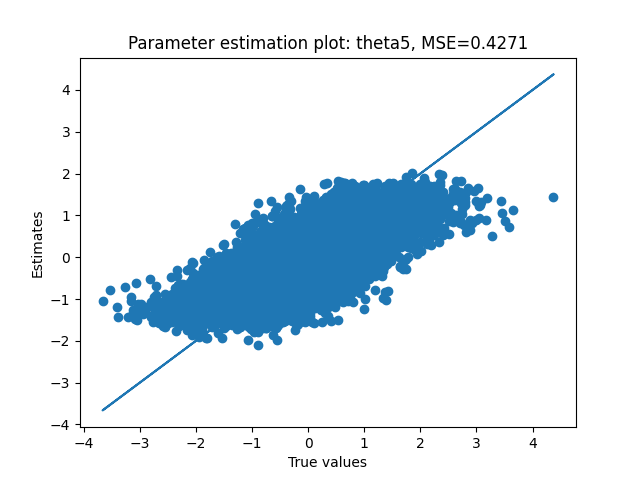 Parameter estimation plot: theta5, MSE=0.4271
4
3
2
1
0
−1
−2
−3
−4
Estimates
−4 −3 −2 −1 0 1 2 3 4
True values